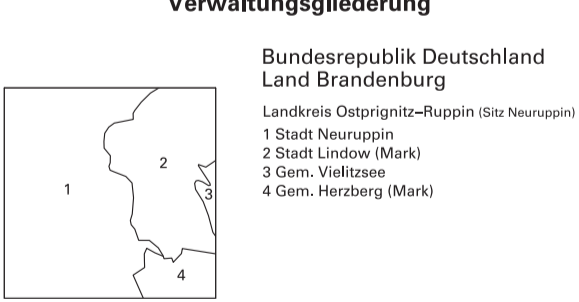 Verwaltungsgliederung
Bundesrepublik Deutschland
Land Brandenburg
Landkreis Ostprignitz–Ruppin (Sitz Neuruppin)
1 Stadt Neuruppin
2 Stadt Lindow (Mark)
3 Gem. Vielitzsee
4 Gem. Herzberg (Mark)
1
2
3
4